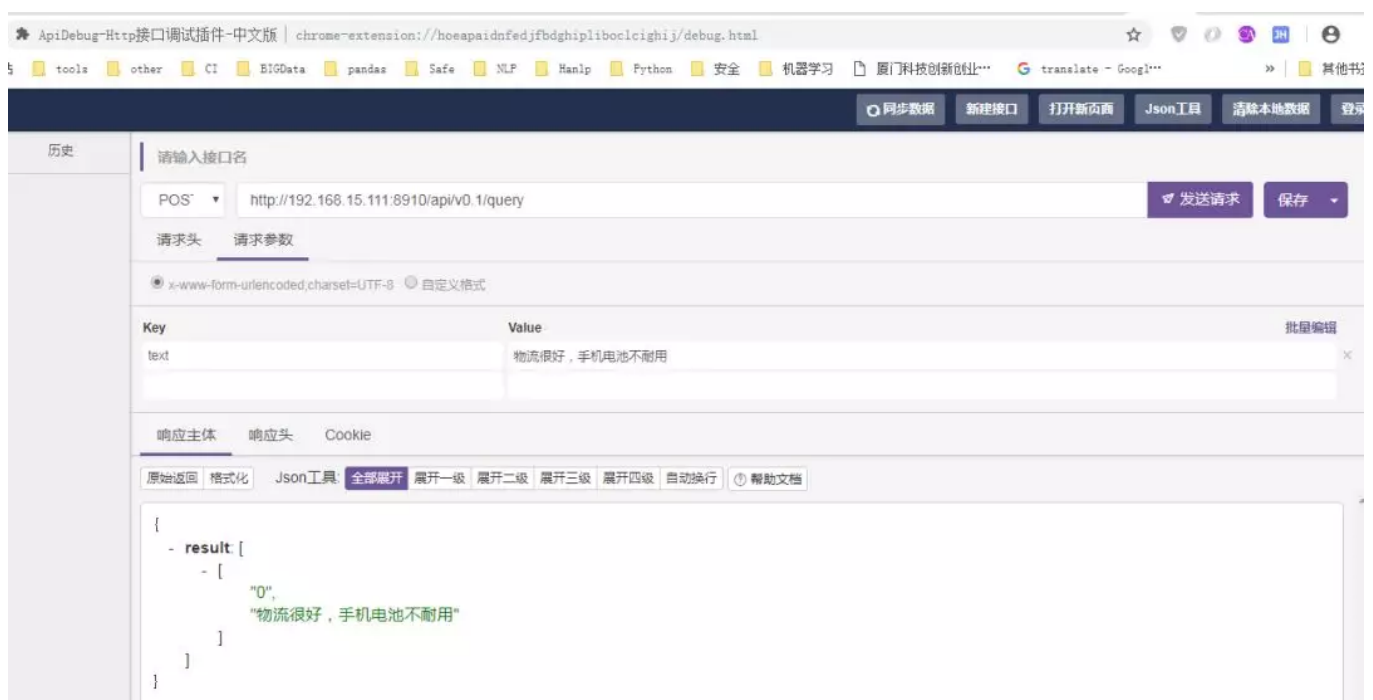 ApiDebug-Http接口调试插件-中文版 | chrome-extension://hoeapaidnfedjfbdghipliboclcighij/debug.html
tools other CI BIGData pandas Safe NLP Hanlp Python 安全 机器学习 厦门科技创新创业… translate - Googl… » 其他书
同步数据 新建接口 打开新页面 Json工具 清除本地数据 登录
历史 请输入接口名
POST http://192.168.15.111:8910/api/v0.1/query 发送请求 保存
请求头 请求参数
x-www-form-urlencoded;charset=UTF-8 自定义格式
Key Value 批量编辑
text 物流很好，手机电池不耐用 ×
响应主体 响应头 Cookie
原始返回 格式化 Json工具: 全部展开 展开一级 展开二级 展开三级 展开四级 自动换行 帮助文档
{
- result: [
- [
"0",
"物流很好，手机电池不耐用"
]
]
}